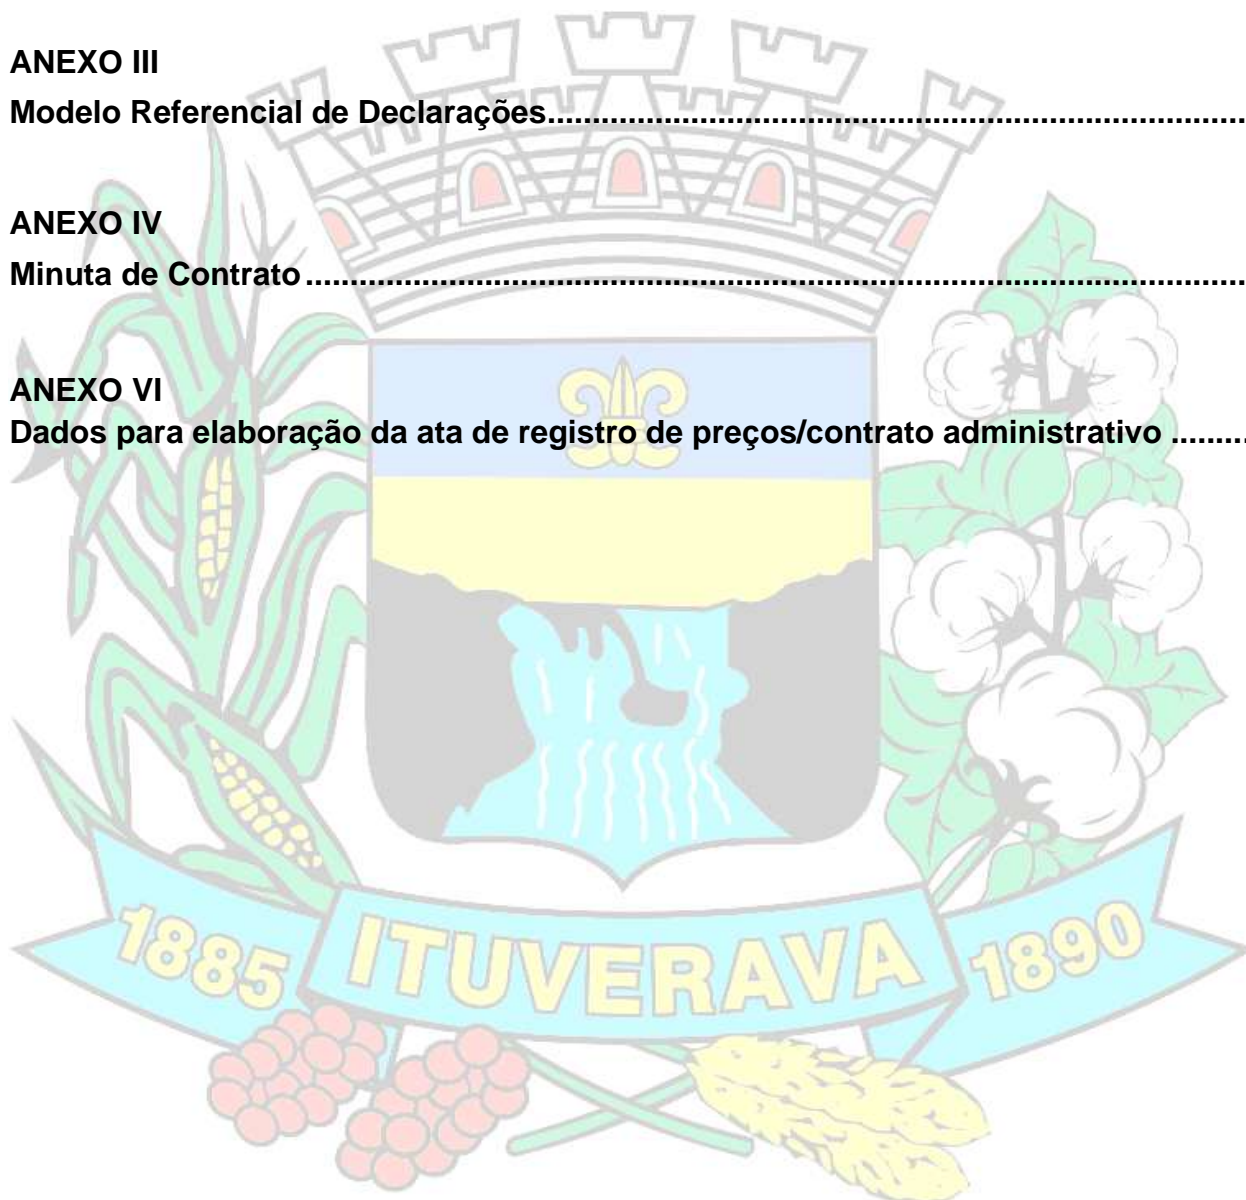 ANEXO III
Modelo Referencial de Declarações..............................................................................
ANEXO IV
Minuta de Contrato.........................................................................................................
ANEXO VI
Dados para elaboração da ata de registro de preços/contrato administrativo .........
1885 ITUVERAVA 1890